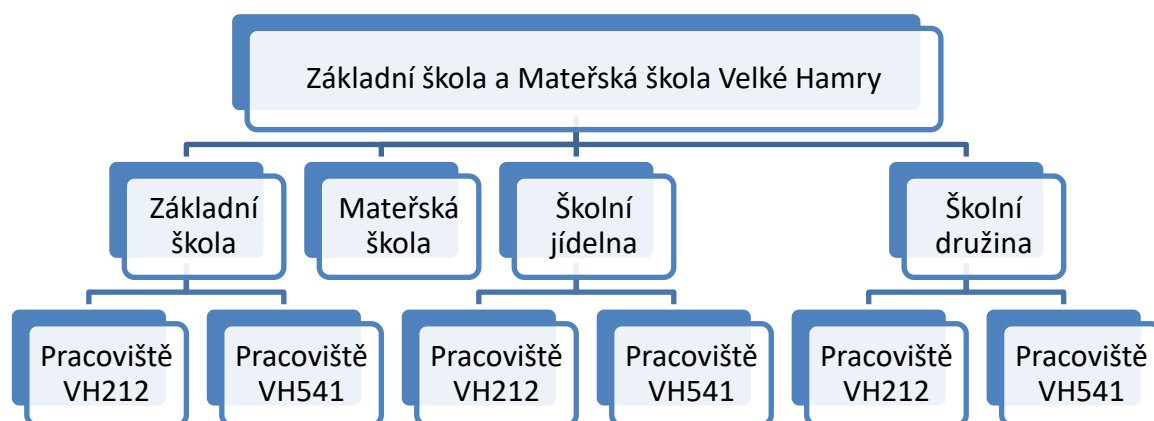 Základní škola a Mateřská škola Velké Hamry
Základní
škola
Mateřská
škola
Školní
jídelna
Školní
družina
Pracoviště
VH212
Pracoviště
VH541
Pracoviště
VH212
Pracoviště
VH541
Pracoviště
VH212
Pracoviště
VH541